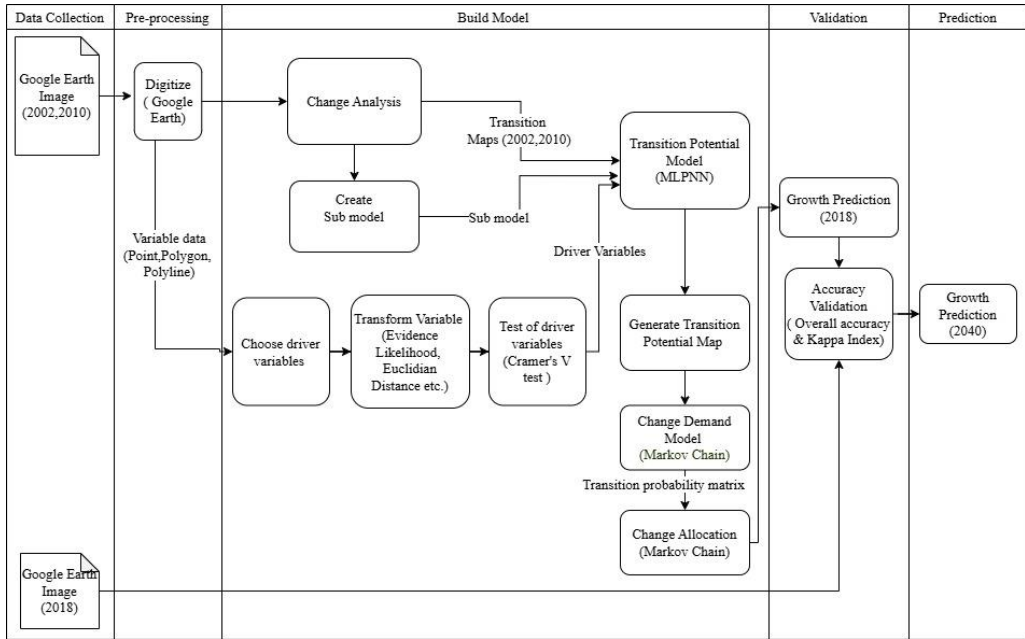 Data Collection
Pre-processing
Build Model
Validation
Prediction
Google Earth
Image
(2002,2010)
Digitize
( Google
Earth)
Change Analysis
Transition
Maps (2002,2010)
Transition Potential
Model
(MLPNN)
Create
Sub model
Sub model
Growth Prediction
(2018)
Variable data
(Point,Polygon,
Polyline)
Driver Variables
Accuracy
Validation
( Overall accuracy
& Kappa Index)
Growth
Prediction
(2040)
Choose driver
variables
Transform Variable
(Evidence
Likelihood,
Euclidian
Distance etc.)
Test of driver
variables
(Cramer's V
test )
Generate Transition
Potential Map
Change Demand
Model
(Markov Chain)
Transition probability matrix
Change Allocation
(Markov Chain)
Google Earth
Image
(2018)